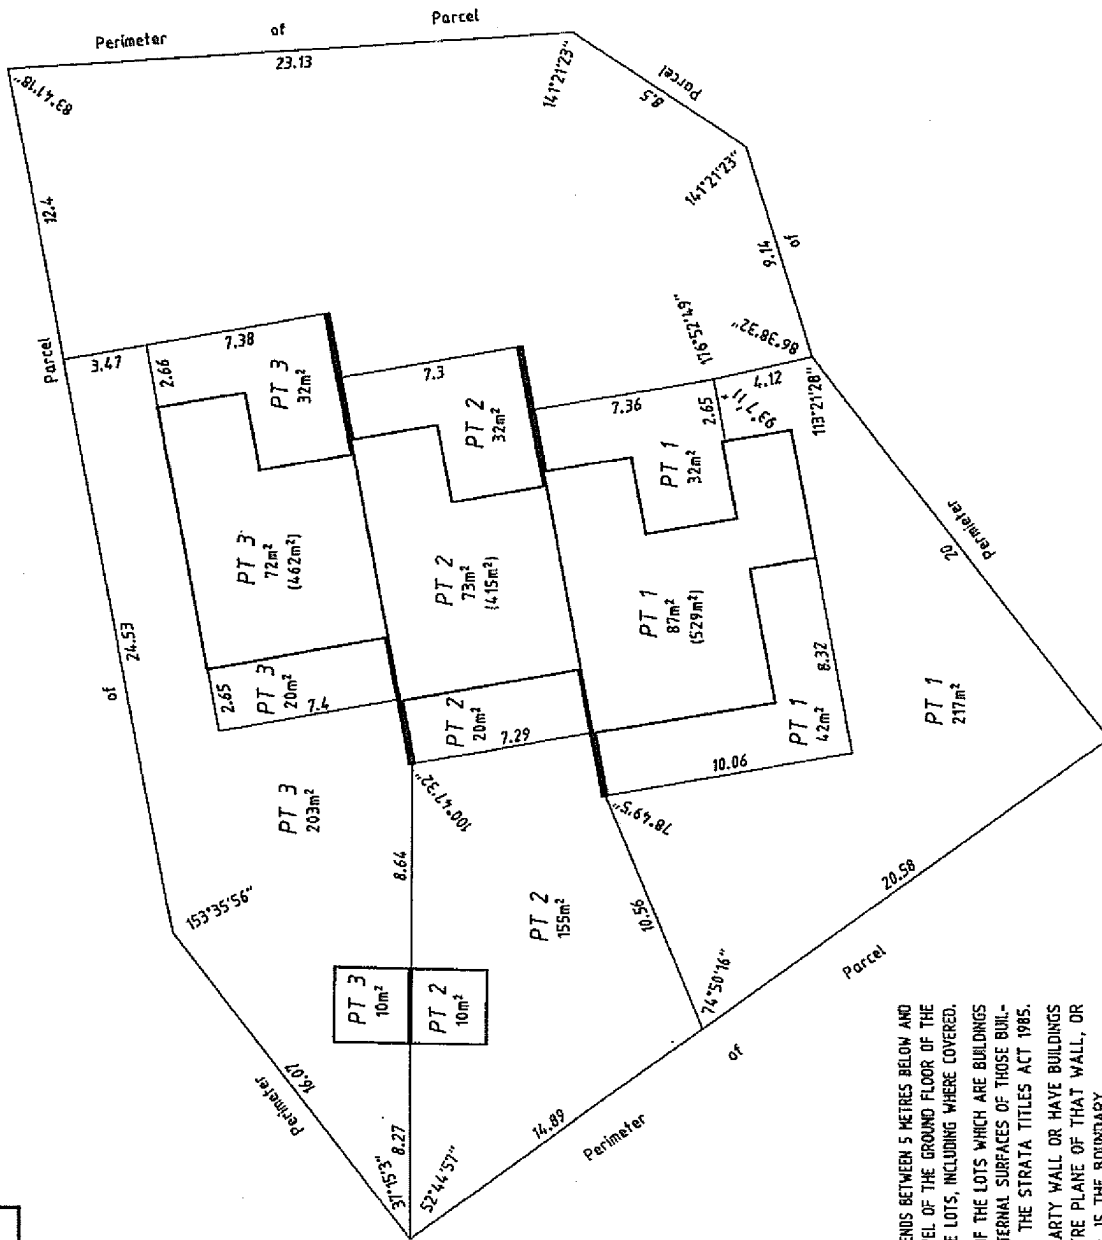 Perimeter of Parcel
23.13
83°41'18"
141°21'23"
Parcel
8.5
12.4
141°21'23"
9.14
of
Parcel
3.47
2.66
7.38
PT 3
32m²
7.3
PT 2
32m²
176°52'49"
86°38'32"
7.36
2.65
4.12
93°7'11"
113°21'28"
PT 1
32m²
24.53
of
PT 3
72m²
(462m²)
PT 2
73m²
(415m²)
PT 1
87m²
(529m²)
20
Perimeter
2.65
PT 3
20m²
7.4
PT 2
20m²
7.29
8.32
PT 1
42m²
PT 1
217m²
10.06
100°47'32"
78°49'5"
PT 3
203m²
8.64
153°35'56"
PT 2
155m²
10.56
20.58
Parcel
74°50'16"
of
PT 3
10m²
PT 2
10m²
16.07
Perimeter
8.27
37°15'3"
52°44'57"
14.89
Perimeter
ENDS BETWEEN 5 METRES BELOW AND
EL OF THE GROUND FLOOR OF THE
E LOTS, INCLUDING WHERE COVERED.
F THE LOTS WHICH ARE BUILDINGS
TERNAL SURFACES OF THOSE BUIL-
THE STRATA TITLES ACT 1985.
ARTY WALL OR HAVE BUILDINGS
RE PLANE OF THAT WALL, OR
IS THE BOUNDARY